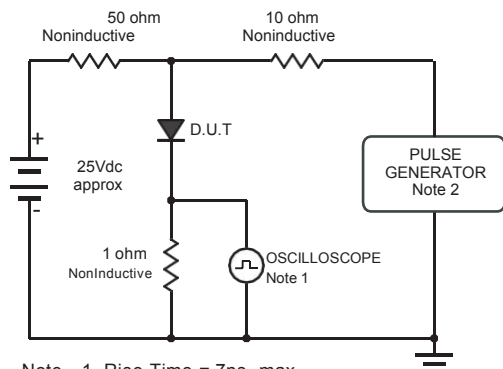 50 ohm
Noninductive
10 ohm
Noninductive
D.U.T
+
25Vdc
approx
-
PULSE
GENERATOR
Note 2
1 ohm
NonInductive
OSCILLOSCOPE
Note 1